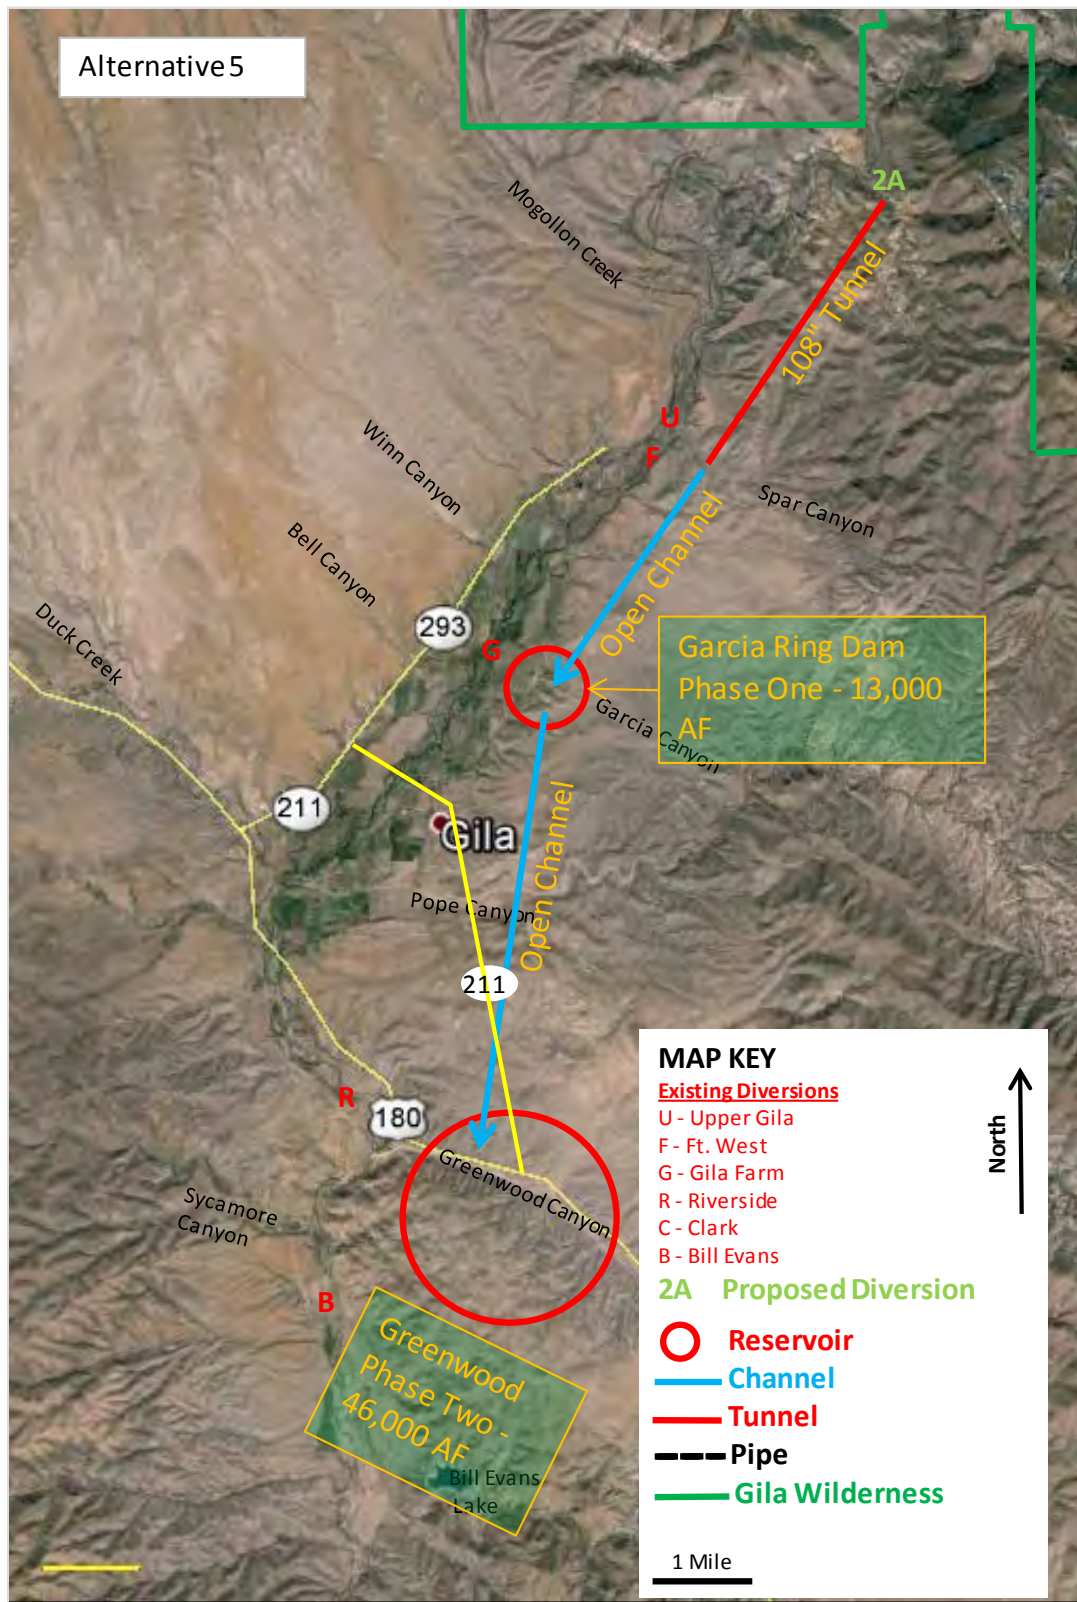 Alternative 5
2A
Mogollon Creek
108" Tunnel
U
F
Winn Canyon
Spar Canyon
Open Channel
Bell Canyon
Duck Creek
293
G
Garcia Ring Dam
Phase One - 13,000
AF
Garcia Canyon
211
Gila
Open Channel
Pope Canyon
211
R
180
Greenwood Canyon
Sycamore
Canyon
B
Greenwood
Phase Two -
46,000 AF
Bill Evans
Lake
MAP KEY
Existing Diversions
U - Upper Gila
F - Ft. West
G - Gila Farm
R - Riverside
C - Clark
B - Bill Evans
North
2A Proposed Diversion
Reservoir
Channel
Tunnel
Pipe
Gila Wilderness
1 Mile